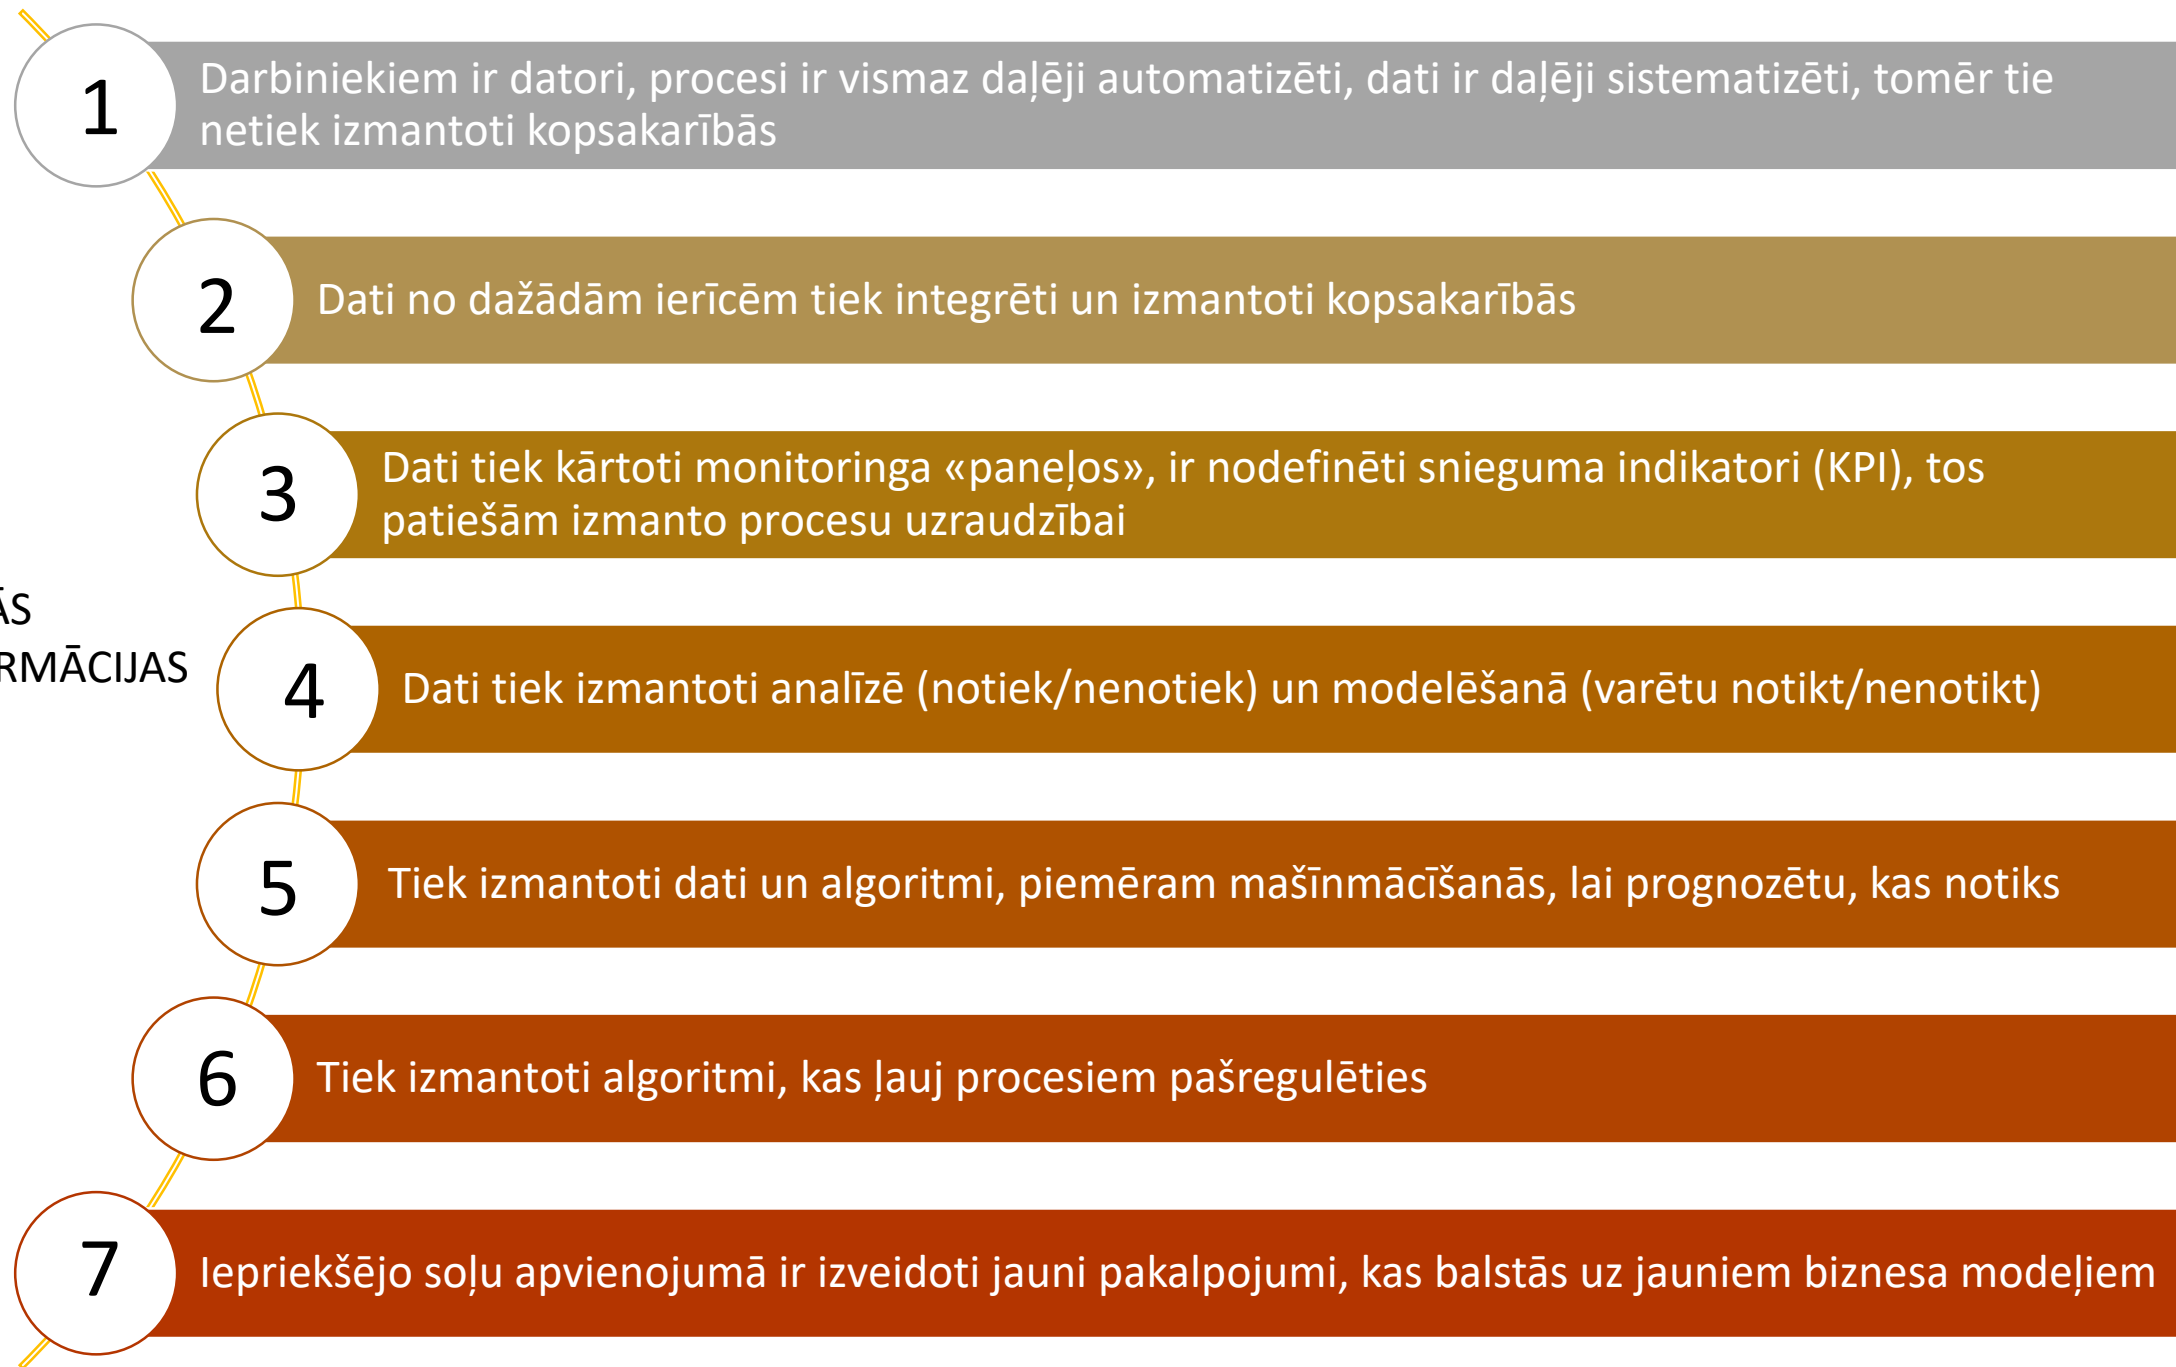 1
Darbiniekiem ir datori, procesi ir vismaz daļēji automatizēti, dati ir daļēji sistematizēti, tomēr tie
netiek izmantoti kopsakarībās
2
Dati no dažādām ierīcēm tiek integrēti un izmantoti kopsakarībās
3
Dati tiek kārtoti monitoringa «paneļos», ir nodefinēti snieguma indikatori (KPI), tos
patiešām izmanto procesu uzraudzībai
ĀS
RMĀCIJAS
4
Dati tiek izmantoti analīzē (notiek/nenotiek) un modelēšanā (varētu notikt/nenotikt)
5
Tiek izmantoti dati un algoritmi, piemēram mašīnmācīšanās, lai prognozētu, kas notiks
6
Tiek izmantoti algoritmi, kas ļauj procesiem pašregulēties
7
Iepriekšējo soļu apvienojumā ir izveidoti jauni pakalpojumi, kas balstās uz jauniem biznesa modeļiem